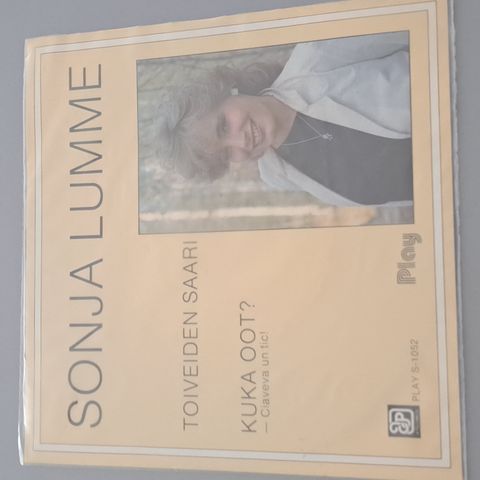 SONJA LUMME
TOIVEIDEN SAARI
KUKA OOT?
— Claveva un tic!
Play
PLAY S-1052